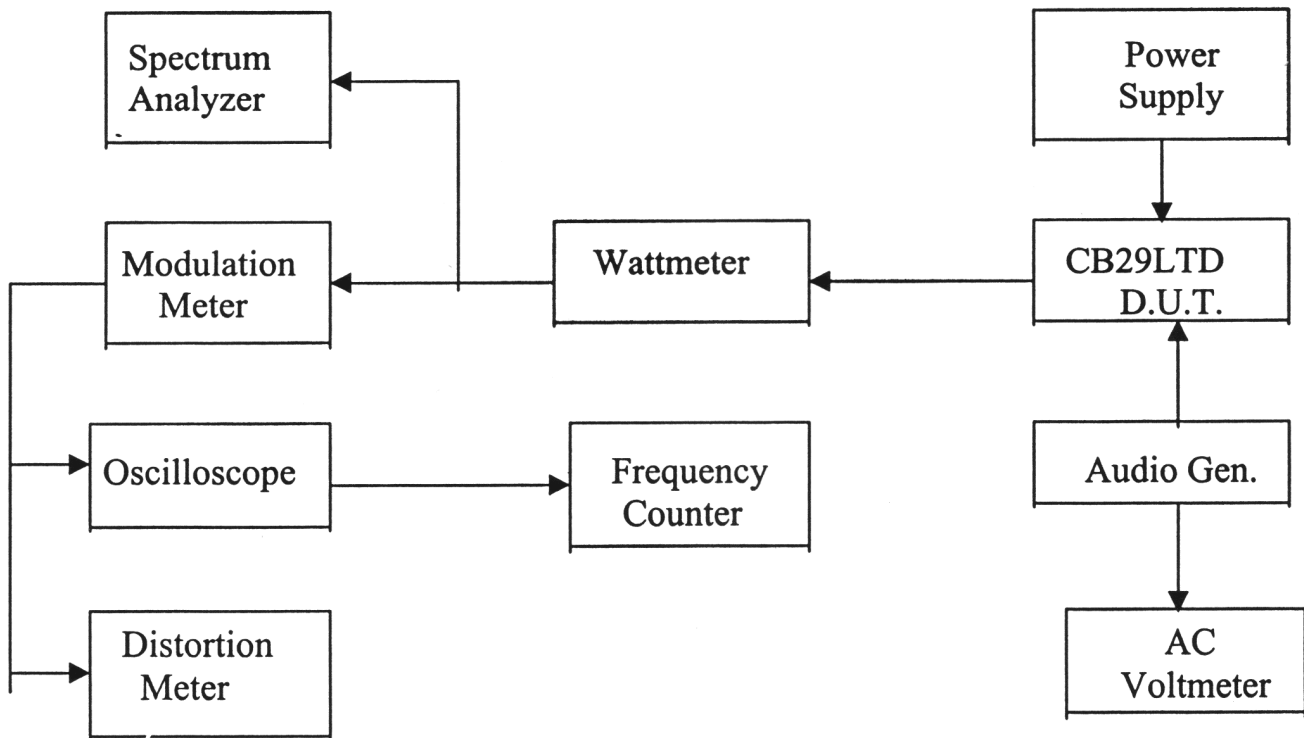 Spectrum
Analyzer
Power
Supply
Modulation
Meter
Wattmeter
CB29LTD
D.U.T.
Oscilloscope
Frequency
Counter
Audio Gen.
Distortion
Meter
AC
Voltmeter